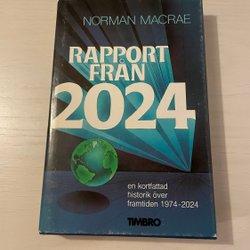 NORMAN MACRAE
RAPPORT
FRÅN
2024
en kortfattad
historik över
framtiden 1974-2024
TIMBRO